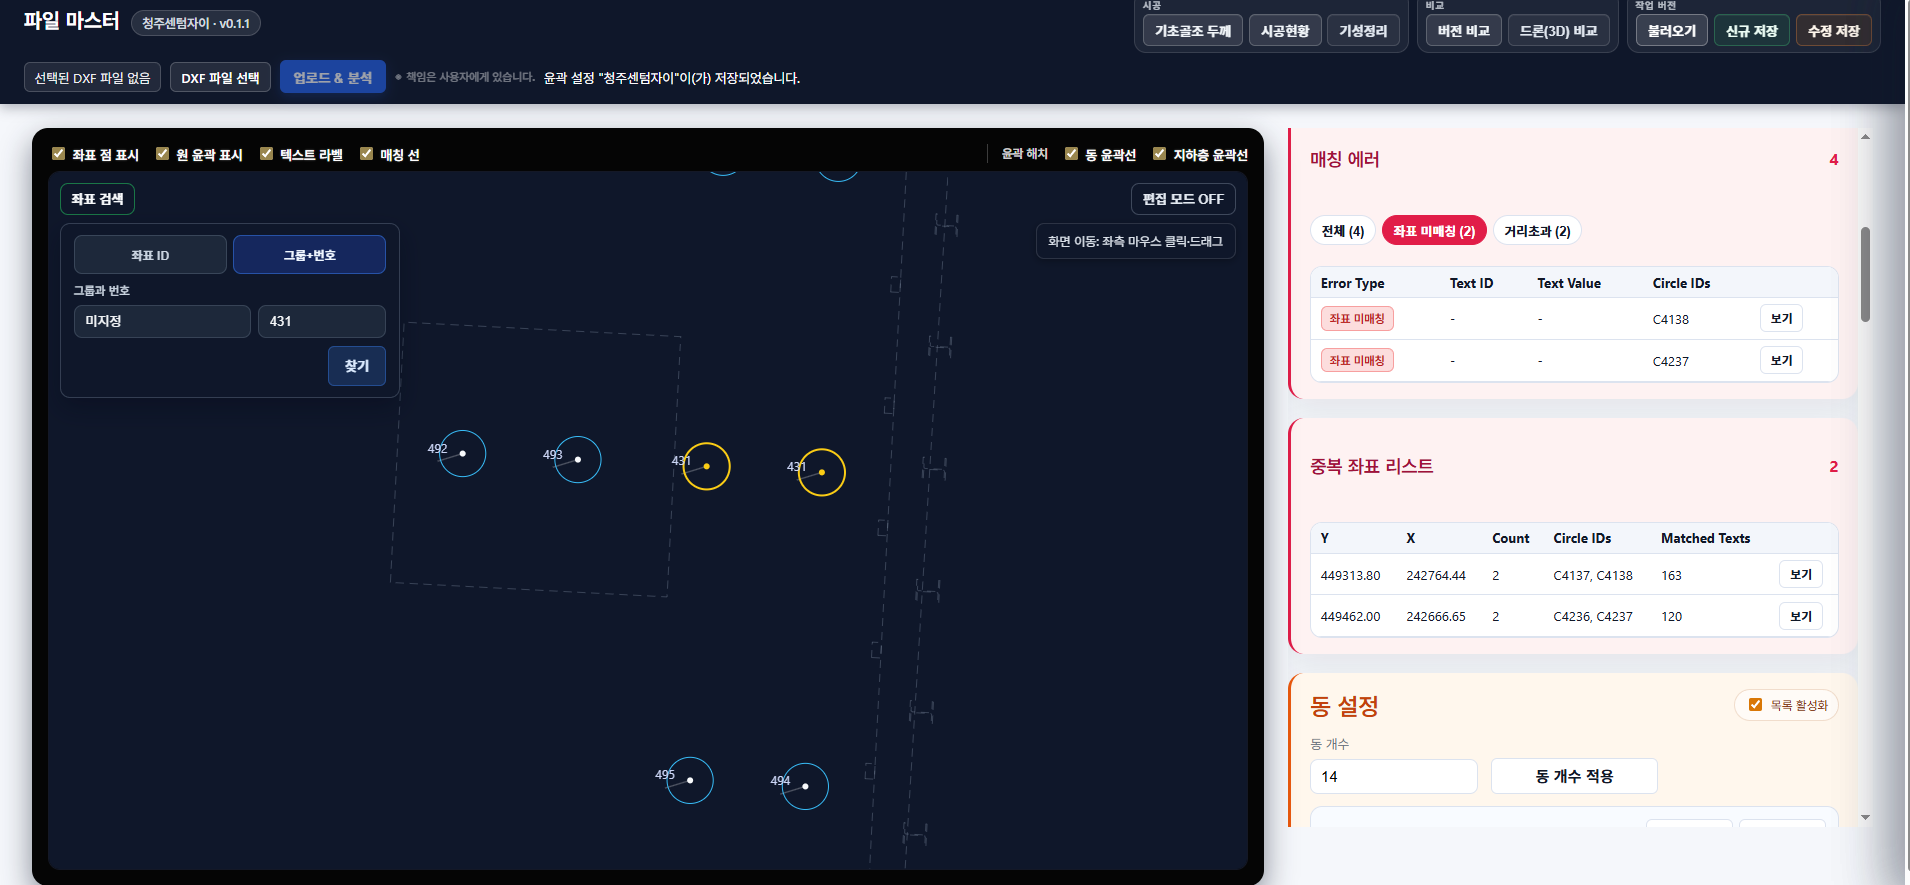 파일 마스터
청주센텀자이 · v0.1.1
시공
기초골조 두께
시공현황
기성정리
비교
버전 비교
드론(3D) 비교
작업 버전
불러오기
신규 저장
수정 저장
선택된 DXF 파일 없음
DXF 파일 선택
업로드 & 분석
※ 책임은 사용자에게 있습니다.
윤곽 설정 "청주센텀자이"이(가) 저장되었습니다.
좌표 점 표시
원 윤곽 표시
텍스트 라벨
매칭 선
윤곽 해치
동 윤곽선
지하층 윤곽선
좌표 검색
편집 모드 OFF
화면 이동: 좌측 마우스 클릭·드래그
좌표 ID
그룹+번호
그룹과 번호
미지정
431
찾기
492
493
431
431
495
494
매칭 에러
4
전체 (4)
좌표 미매칭 (2)
거리초과 (2)
Error Type Text ID Text Value Circle IDs
좌표 미매칭 - - C4138 보기
좌표 미매칭 - - C4237 보기
중복 좌표 리스트
2
Y X Count Circle IDs Matched Texts
449313.80 242764.44 2 C4137, C4138 163 보기
449462.00 242666.65 2 C4236, C4237 120 보기
동 설정
목록 활성화
동 개수
14
동 개수 적용